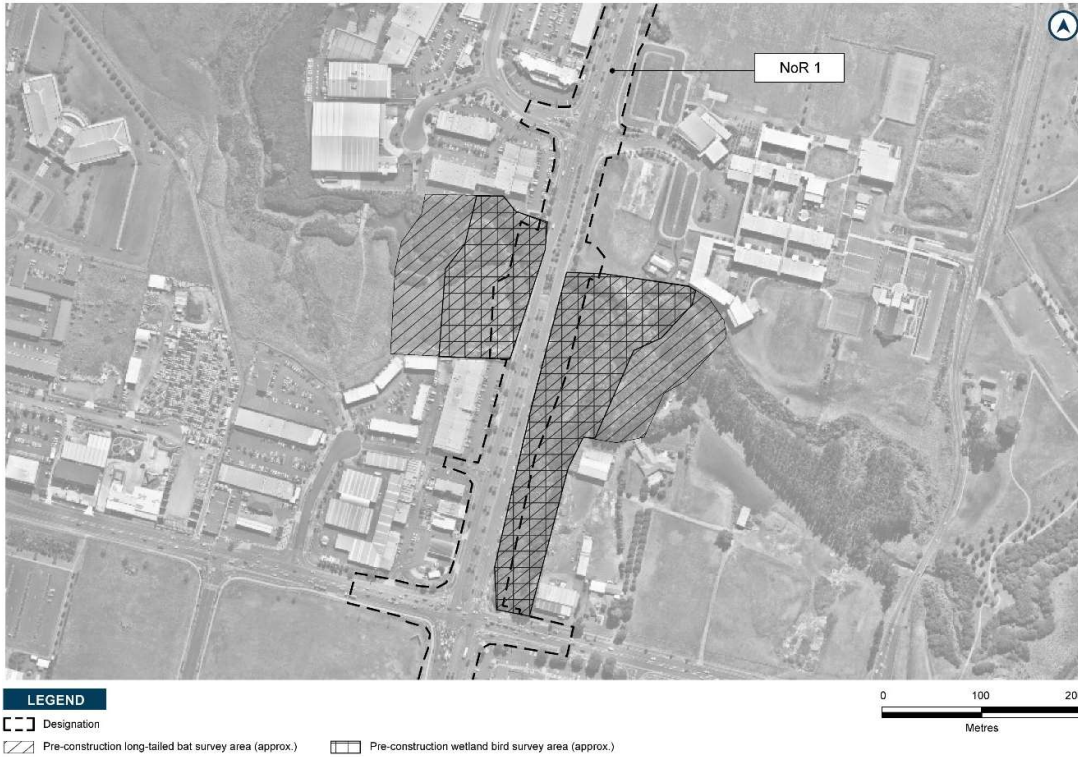 NoR 1
LEGEND
Designation
Pre-construction long-tailed bat survey area (approx.)
Pre-construction wetland bird survey area (approx.)
0 100 20
Metres